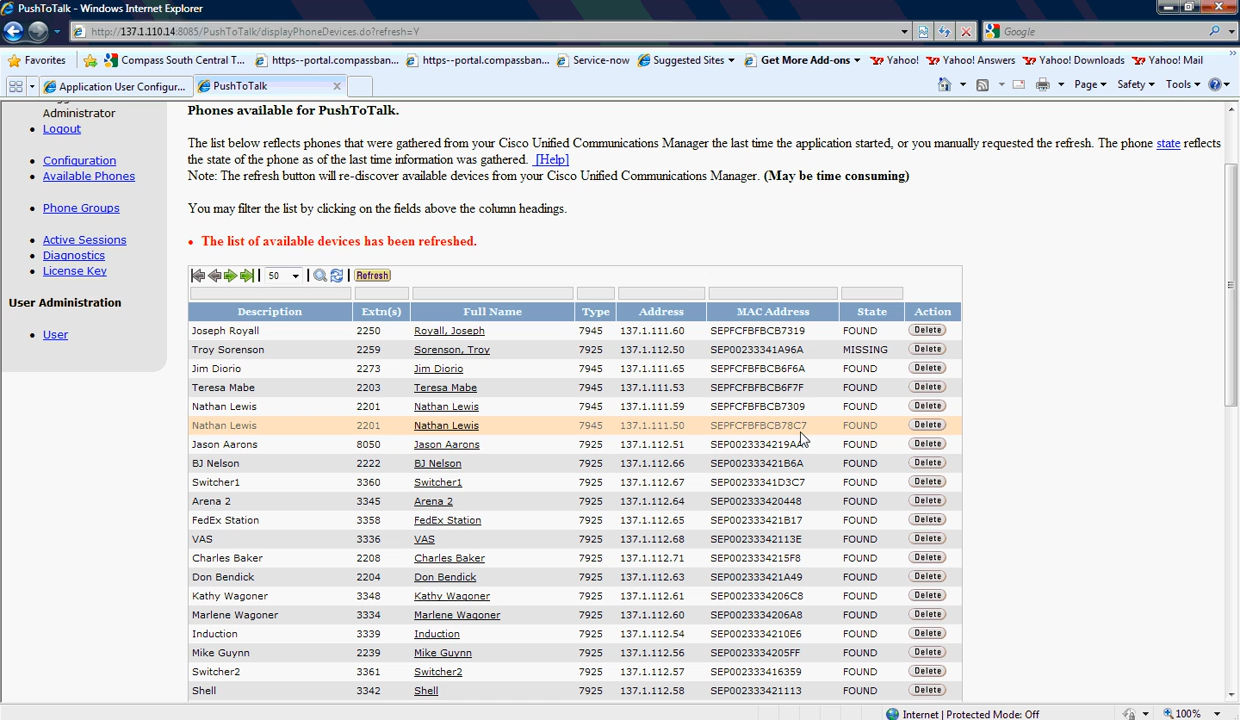 PushToTalk - Windows Internet Explorer
http://137.1.110.14:8085/PushToTalk/displayPhoneDevices.do?refresh=Y
Google
Favorites Compass South Central T... https--portal.compassban... https--portal.compassban... Service-now Suggested Sites Get More Add-ons Yahoo! Yahoo! Answers Yahoo! Downloads Yahoo! Mail
Application User Configur... PushToTalk x
Page Safety Tools
Administrator
Logout
Configuration
Available Phones
Phone Groups
Active Sessions
Diagnostics
License Key
User Administration
User
Phones available for PushToTalk.
The list below reflects phones that were gathered from your Cisco Unified Communications Manager the last time the application started, or you manually requested the refresh. The phone state reflects
the state of the phone as of the last time information was gathered. [Help]
Note: The refresh button will re-discover available devices from your Cisco Unified Communications Manager. (May be time consuming)
You may filter the list by clicking on the fields above the column headings.
• The list of available devices has been refreshed.
50 Refresh
Description Extn(s) Full Name Type Address MAC Address State Action
Joseph Royall 2250 Royall, Joseph 7945 137.1.111.60 SEPFCFBFBCB7319 FOUND Delete
Troy Sorenson 2259 Sorenson, Troy 7925 137.1.112.50 SEP00233341A96A MISSING Delete
Jim Diorio 2273 Jim Diorio 7945 137.1.111.65 SEPFCFBFBCB6F6A FOUND Delete
Teresa Mabe 2203 Teresa Mabe 7945 137.1.111.53 SEPFCFBFBCB6F7F FOUND Delete
Nathan Lewis 2201 Nathan Lewis 7945 137.1.111.59 SEPFCFBFBCB7309 FOUND Delete
Nathan Lewis 2201 Nathan Lewis 7945 137.1.111.50 SEPFCFBFBCB78C7 FOUND Delete
Jason Aarons 8050 Jason Aarons 7925 137.1.112.51 FOUND Delete
BJ Nelson 2222 BJ Nelson 7925 137.1.112.66 SEP002333421B6A FOUND Delete
Switcher1 3360 Switcher1 7925 137.1.112.67 SEP00233341D3C7 FOUND Delete
Arena 2 3345 Arena 2 7925 137.1.112.64 SEP002333420448 FOUND Delete
FedEx Station 3358 FedEx Station 7925 137.1.112.65 SEP002333421B17 FOUND Delete
VAS 3336 VAS 7925 137.1.112.68 SEP00233342113E FOUND Delete
Charles Baker 2208 Charles Baker 7925 137.1.112.71 SEP0023334215F8 FOUND Delete
Don Bendick 2204 Don Bendick 7925 137.1.112.63 SEP002333421A49 FOUND Delete
Kathy Wagoner 3348 Kathy Wagoner 7925 137.1.112.61 SEP0023334206C8 FOUND Delete
Marlene Wagoner 3334 Marlene Wagoner 7925 137.1.112.60 SEP0023334206A8 FOUND Delete
Induction 3339 Induction 7925 137.1.112.54 SEP0023334210E6 FOUND Delete
Mike Guynn 2239 Mike Guynn 7925 137.1.112.56 SEP0023334205FF FOUND Delete
Switcher2 3361 Switcher2 7925 137.1.112.57 SEP002333416359 FOUND Delete
Shell 3342 Shell 7925 137.1.112.58 SEP002333421113 FOUND Delete
Internet | Protected Mode: Off 100%